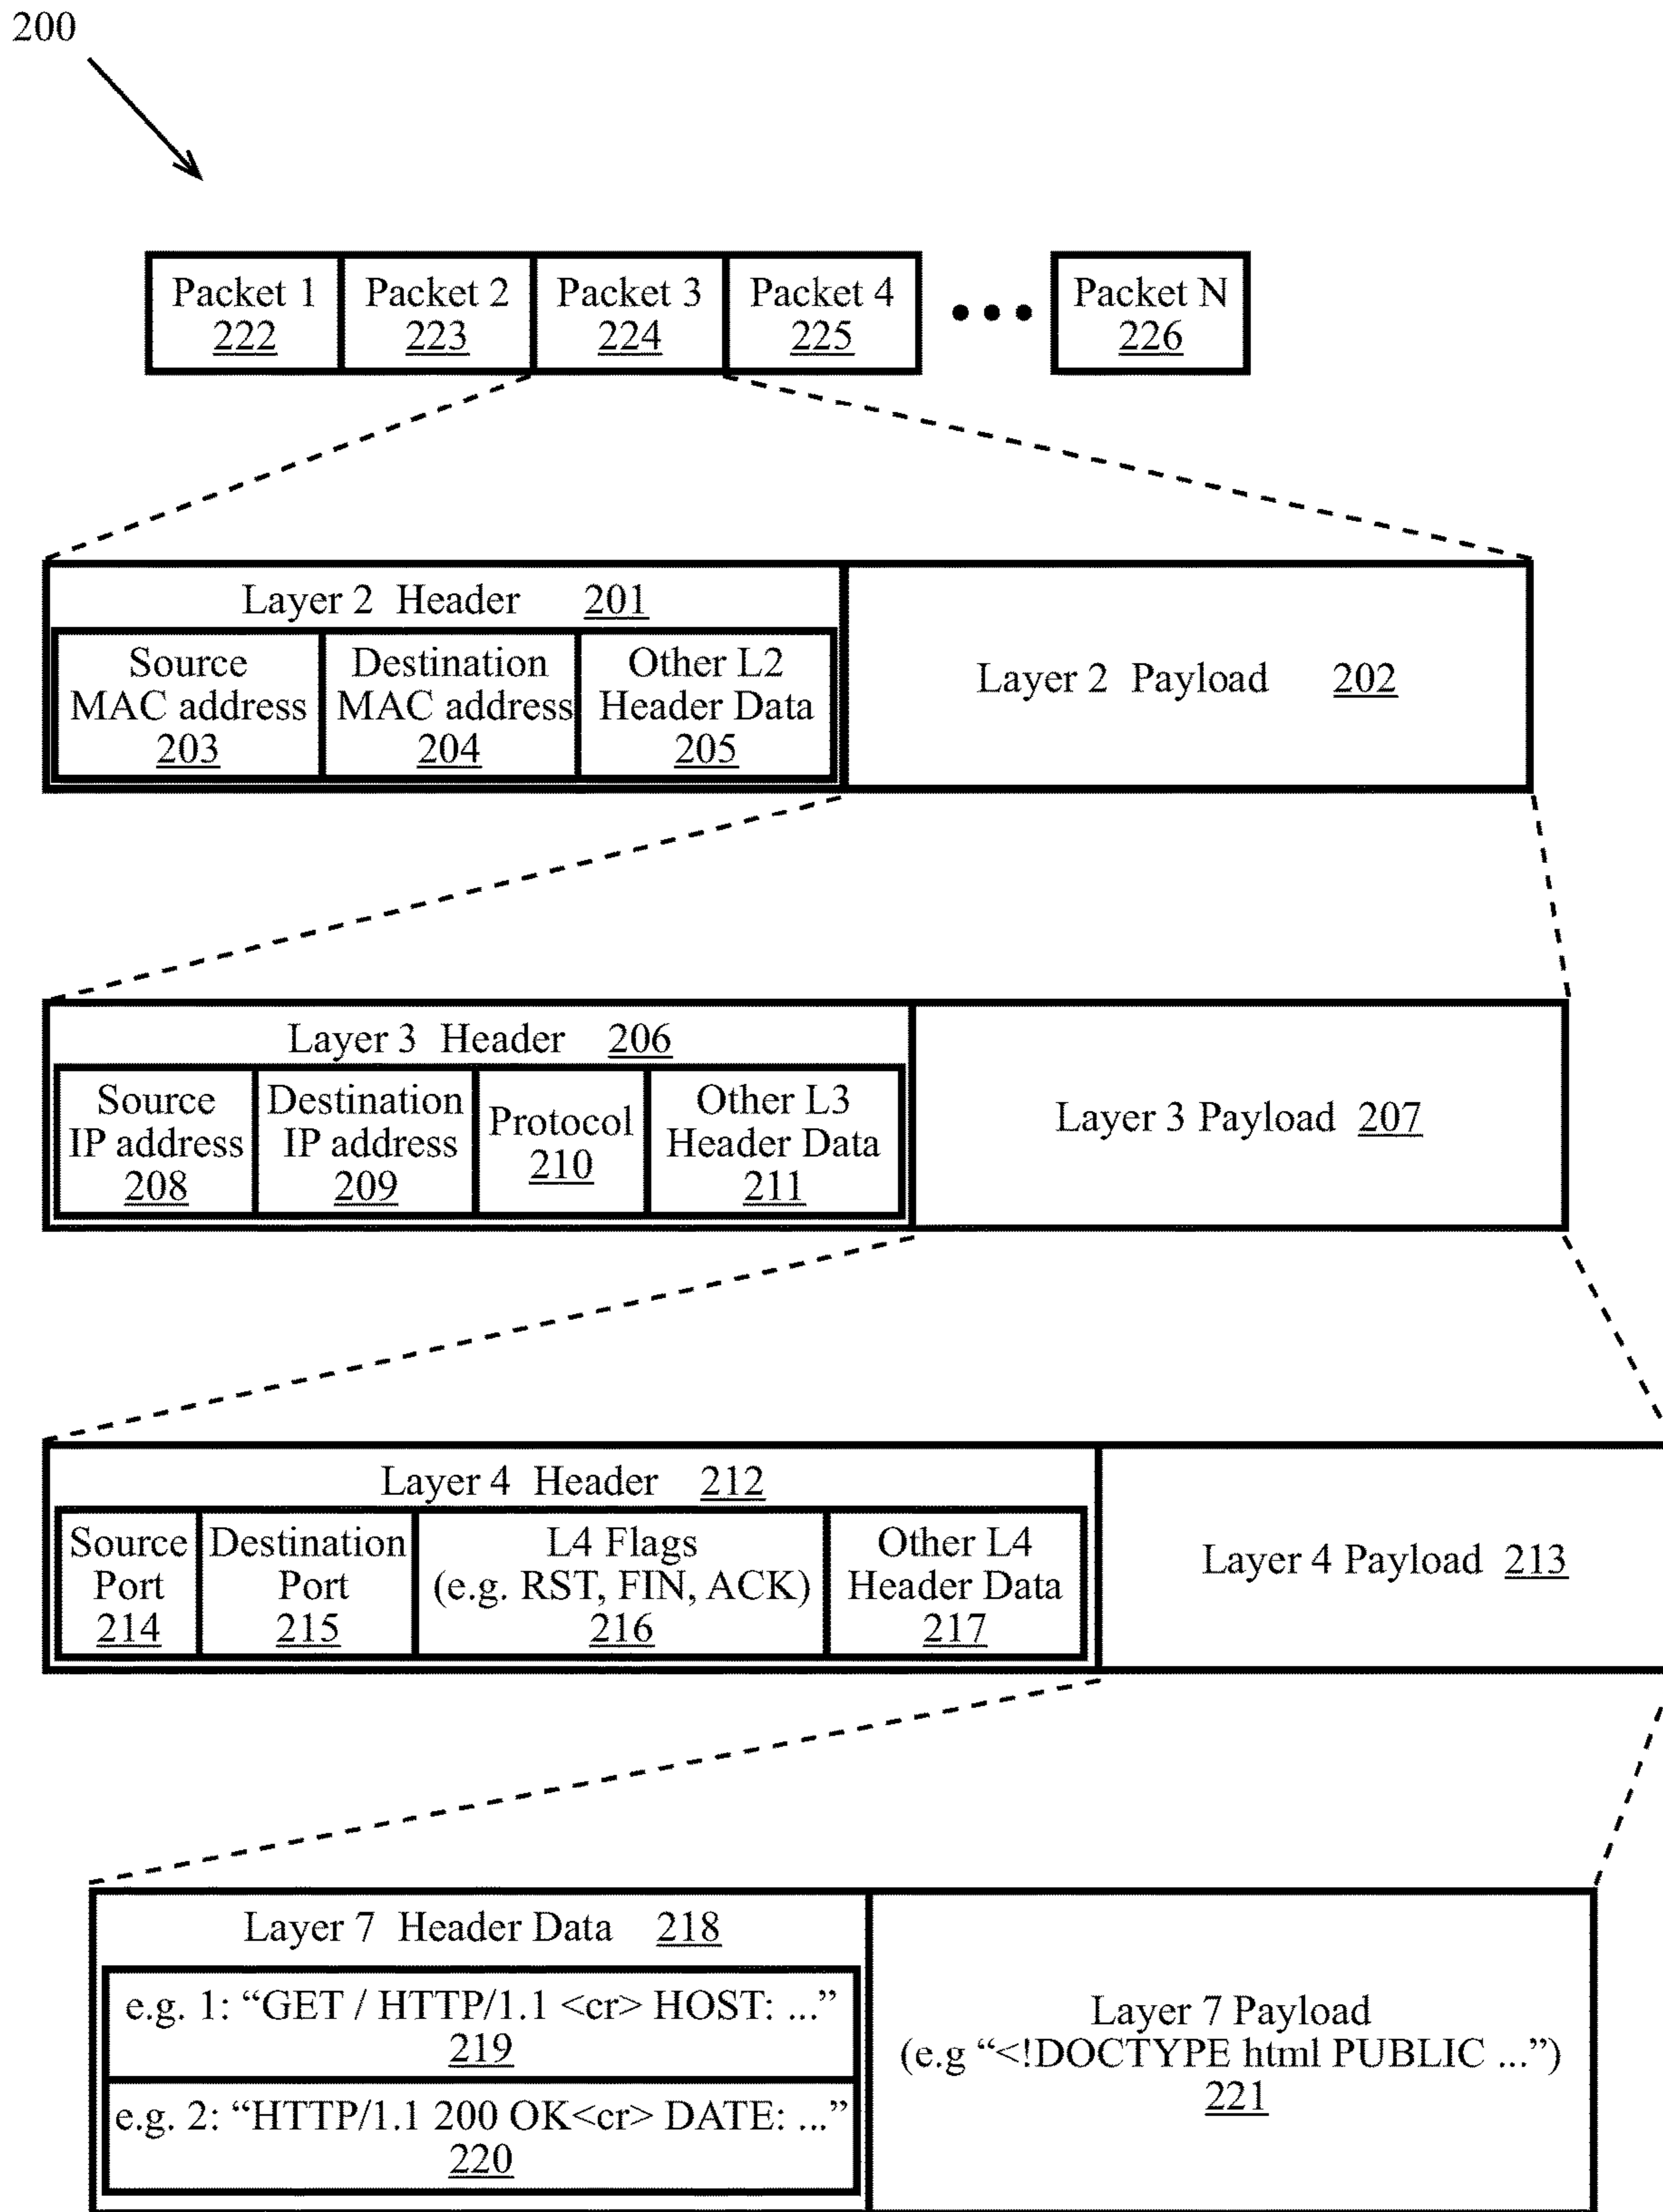 200
Packet 1 Packet 2 Packet 3 Packet 4 Packet N
222 223 224 225 226
Layer 2 Header 201
Source MAC address 203
Destination MAC address 204
Other L2 Header Data 205
Layer 2 Payload 202
Layer 3 Header 206
Source IP address 208
Destination IP address 209
Protocol 210
Other L3 Header Data 211
Layer 3 Payload 207
Layer 4 Header 212
Source Port 214
Destination Port 215
L4 Flags (e.g. RST, FIN, ACK) 216
Other L4 Header Data 217
Layer 4 Payload 213
Layer 7 Header Data 218
e.g. 1: “GET / HTTP/1.1 <cr> HOST: ...”
219
e.g. 2: “HTTP/1.1 200 OK<cr> DATE: ...”
220
Layer 7 Payload
(e.g “<!DOCTYPE html PUBLIC ...”)
221